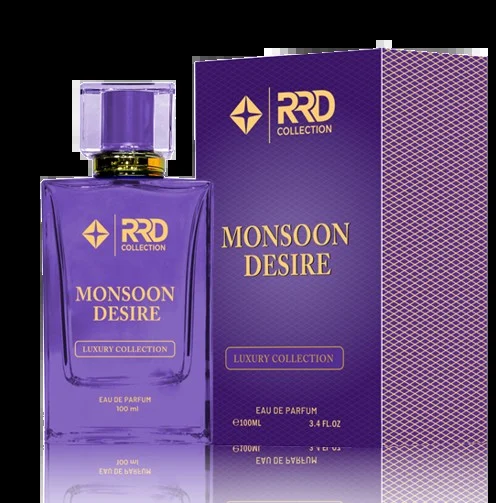 RRD
COLLECTION
MONSOON
DESIRE
LUXURY COLLECTION
EAU DE PARFUM
100 ml
RRD
COLLECTION
MONSOON
DESIRE
LUXURY COLLECTION
EAU DE PARFUM
℮100ML 3.4 FL.OZ